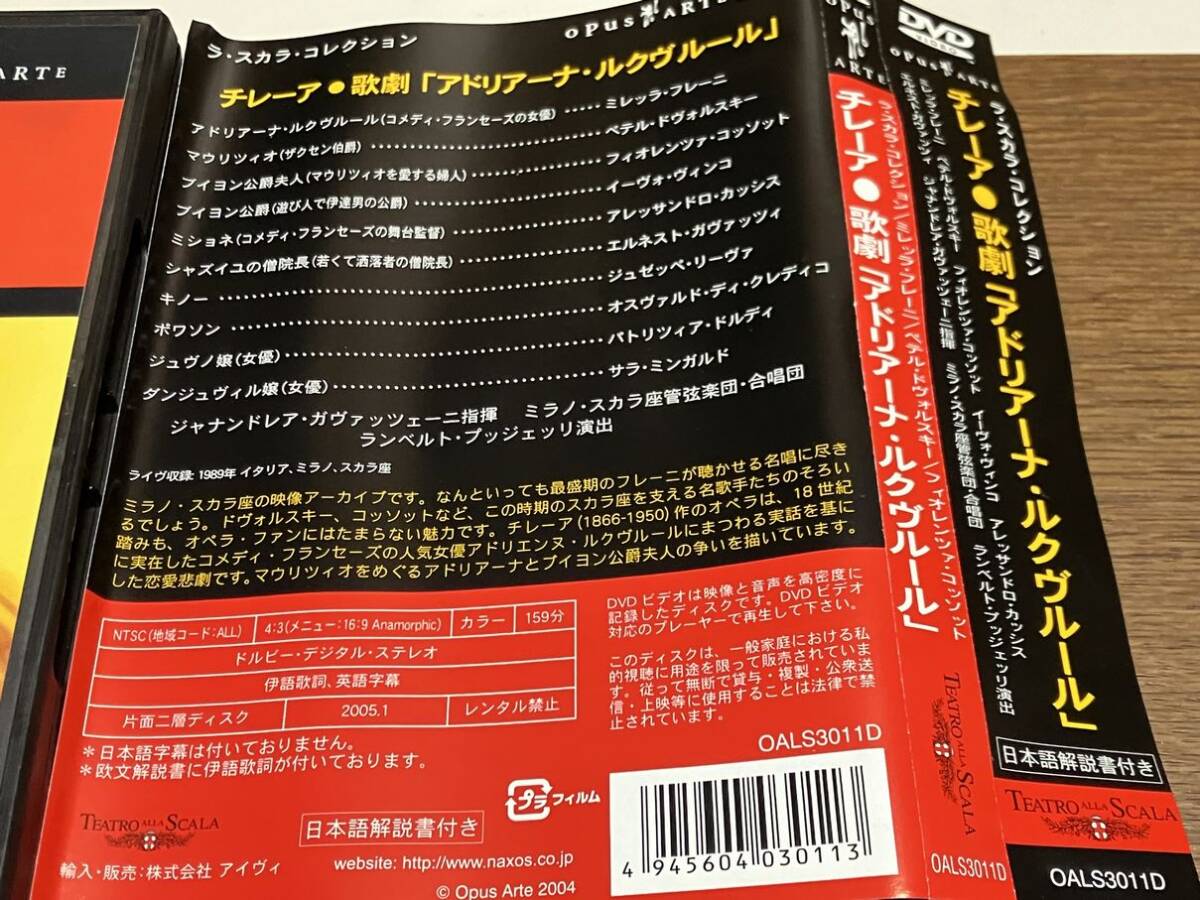 ARTE
ラ・スカラ・コレクション
OPUS ARTE
チレーア●歌劇「アドリアーナ・ルクヴルール」
アドリアーナ・ルクヴルール(コメディ・フランセーズの女優)・・・・・ミレッラ・フレーニ
マウリツィオ(ザクセン伯爵)・・・・・ペテル・ドヴォルスキー
ブイヨン公爵夫人(マウリツィオを愛する婦人)・・・・・フィオレンツァ・コッソット
ブイヨン公爵(遊び人で伊達男の公爵)・・・・・イーヴォ・ヴィンコ
ミショネ(コメディ・フランセーズの舞台監督)・・・・・アレッサンドロ・カッシス
シャズイユの僧院長(若くて洒落者の僧院長)・・・・・エルネスト・ガヴァッツィ
キノー・・・・・ジュゼッペ・リーヴァ
ポワソン・・・・・オスヴァルド・ディ・クレディコ
ジュヴノ嬢(女優)・・・・・パトリツィア・ドルディ
ダンジュヴィル嬢(女優)・・・・・サラ・ミンガルド
ジャナンドレア・ガヴァッツェーニ指揮 ミラノ・スカラ座管弦楽団・合唱団
ランベルト・プッジェッリ演出
ライヴ収録: 1989年 イタリア、ミラノ、スカラ座
ミラノ・スカラ座の映像アーカイブです。なんといっても最盛期のフレーニが聴かせる名唱に尽き
るでしょう。ドヴォルスキー、コッソットなど、この時期のスカラ座を支える名歌手たちのそろい
踏みも、オペラ・ファンにはたまらない魅力です。チレーア(1866-1950)作のオペラは、18世紀
に実在したコメディ・フランセーズの人気女優アドリエンヌ・ルクヴルールにまつわる実話を基に
した恋愛悲劇です。マウリツィオをめぐるアドリアーナとブイヨン公爵夫人の争いを描いています。
NTSC(地域コード:ALL) 4:3(メニュー:16:9 Anamorphic) カラー 159分
ドルビー・デジタル・ステレオ
伊語歌詞、英語字幕
片面二層ディスク 2005.1 レンタル禁止
*日本語字幕は付いておりません。
*欧文解説書に伊語歌詞が付いております。
TEATRO ALLA SCALA
日本語解説書付き
輸入・販売:株式会社 アイヴィ
website: http://www.naxos.co.jp
© Opus Arte 2004
DVDビデオは映像と音声を高密度に
記録したディスクです。DVDビデオ
対応のプレーヤーで再生して下さい。
このディスクは、一般家庭における私
的視聴に用途を限って販売されていま
す。従って無断で貸与・複製・公衆送
信・上映等に使用することは法律で禁
止されています。
OALS3011D
プラ フィルム
4 945604 030113
OPUS ARTE
チレーア●歌劇「アドリアーナ・ルクヴルール」
ラ・スカラ・コレクション/ミレッラ・フレーニ/ペテル・ドヴォルスキー/フィオレンツァ・コッソット
TEATRO ALLA SCALA
OALS3011D
DVD
VIDEO
OPUS ARTE
ラ・スカラ・コレクション
チレーア●歌劇「アドリアーナ・ルクヴルール」
ミレッラ・フレーニ ペテル・ドヴォルスキー フィオレンツァ・コッソット イーヴォ・ヴィンコ アレッサンドロ・カッシス
エルネスト・ガヴァッツィ ジャナンドレア・ガヴァッツェーニ指揮 ミラノ・スカラ座管弦楽団・合唱団 ランベルト・プッジェッリ演出
日本語解説書付き
TEATRO ALLA SCALA
OALS3011D